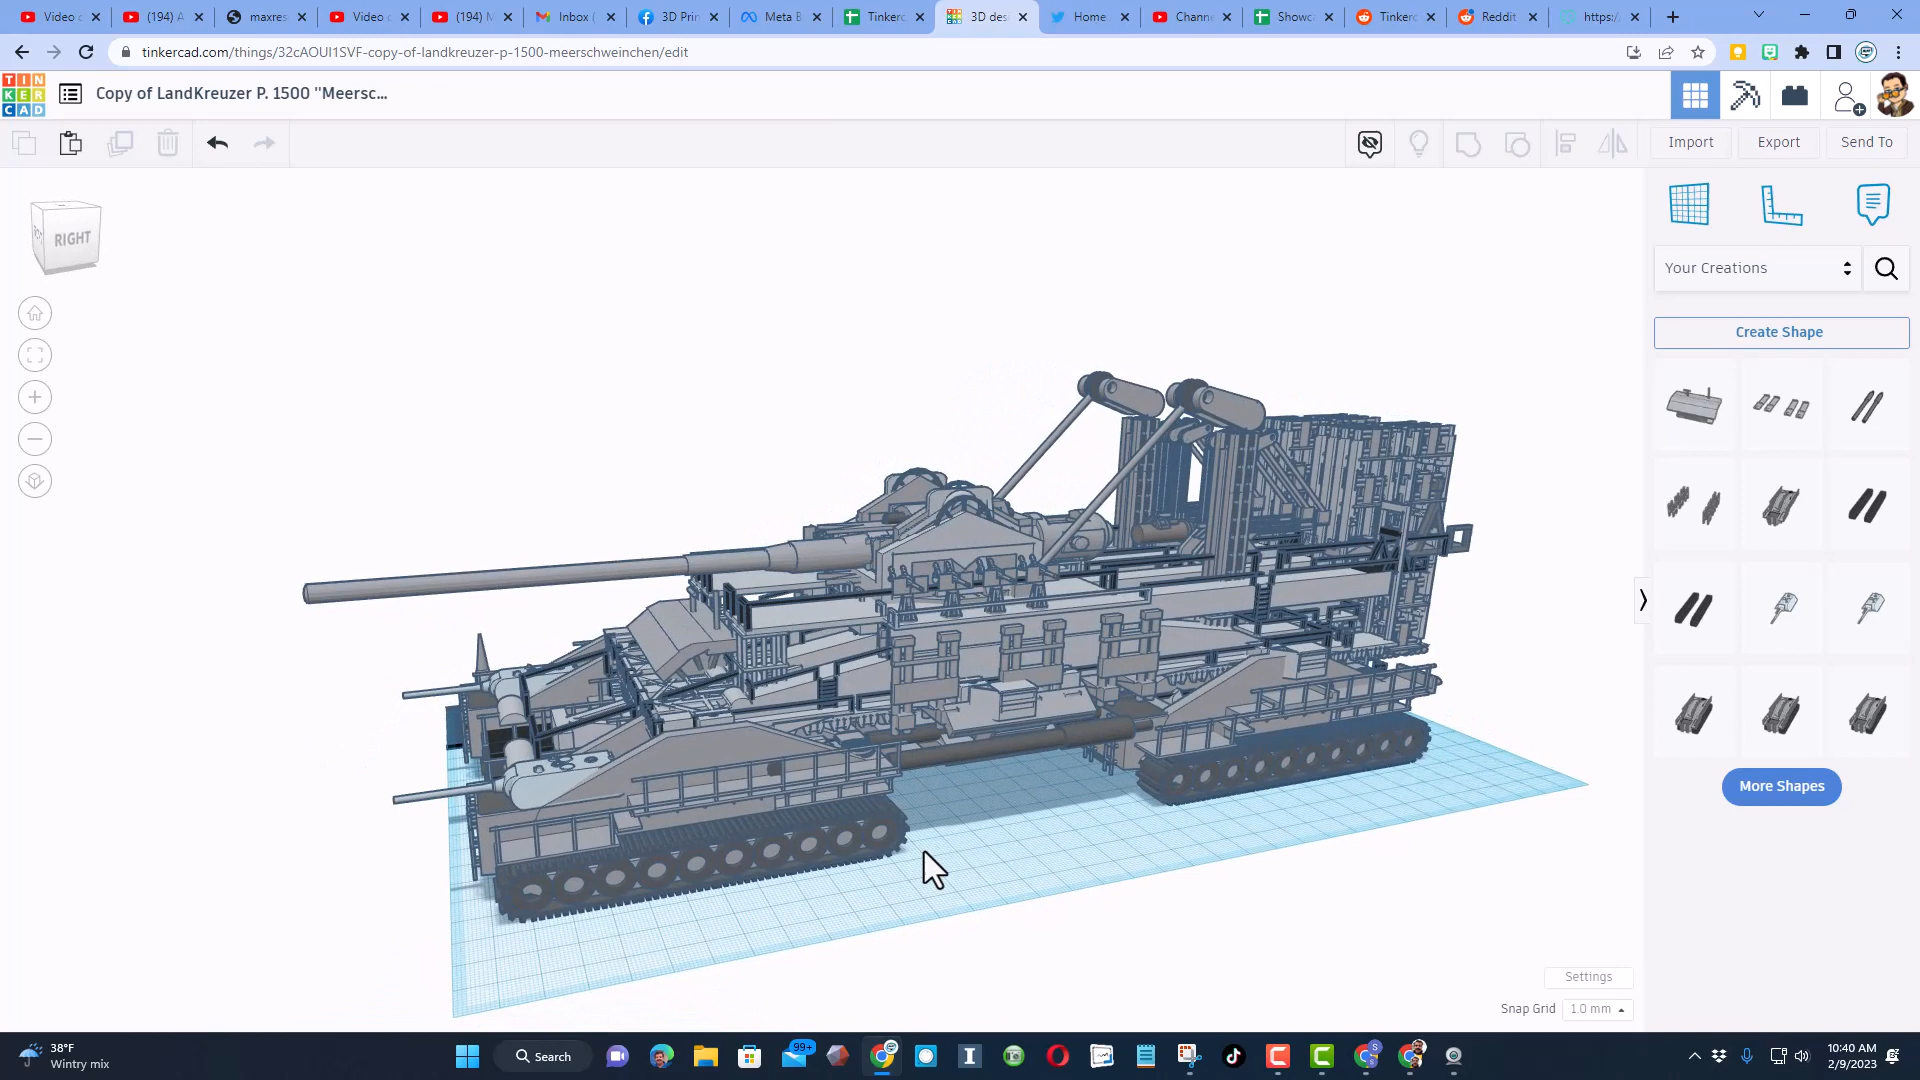 Video c
(194) A
maxres
Video c
(194) M
Inbox (
3D Prin
Meta B
Tinkerc
3D desi
Home
Channe
Showc
Tinkerc
Reddit
https:/
tinkercad.com/things/32cAOUI1SVF-copy-of-landkreuzer-p-1500-meerschweinchen/edit
TIN
KER
CAD
Copy of LandKreuzer P. 1500 "Meersc...
Import
Export
Send To
RIGHT
Your Creations
Create Shape
More Shapes
Settings
Snap Grid
1.0 mm
38°F
Wintry mix
Search
99+
S
S
10:40 AM
2/9/2023